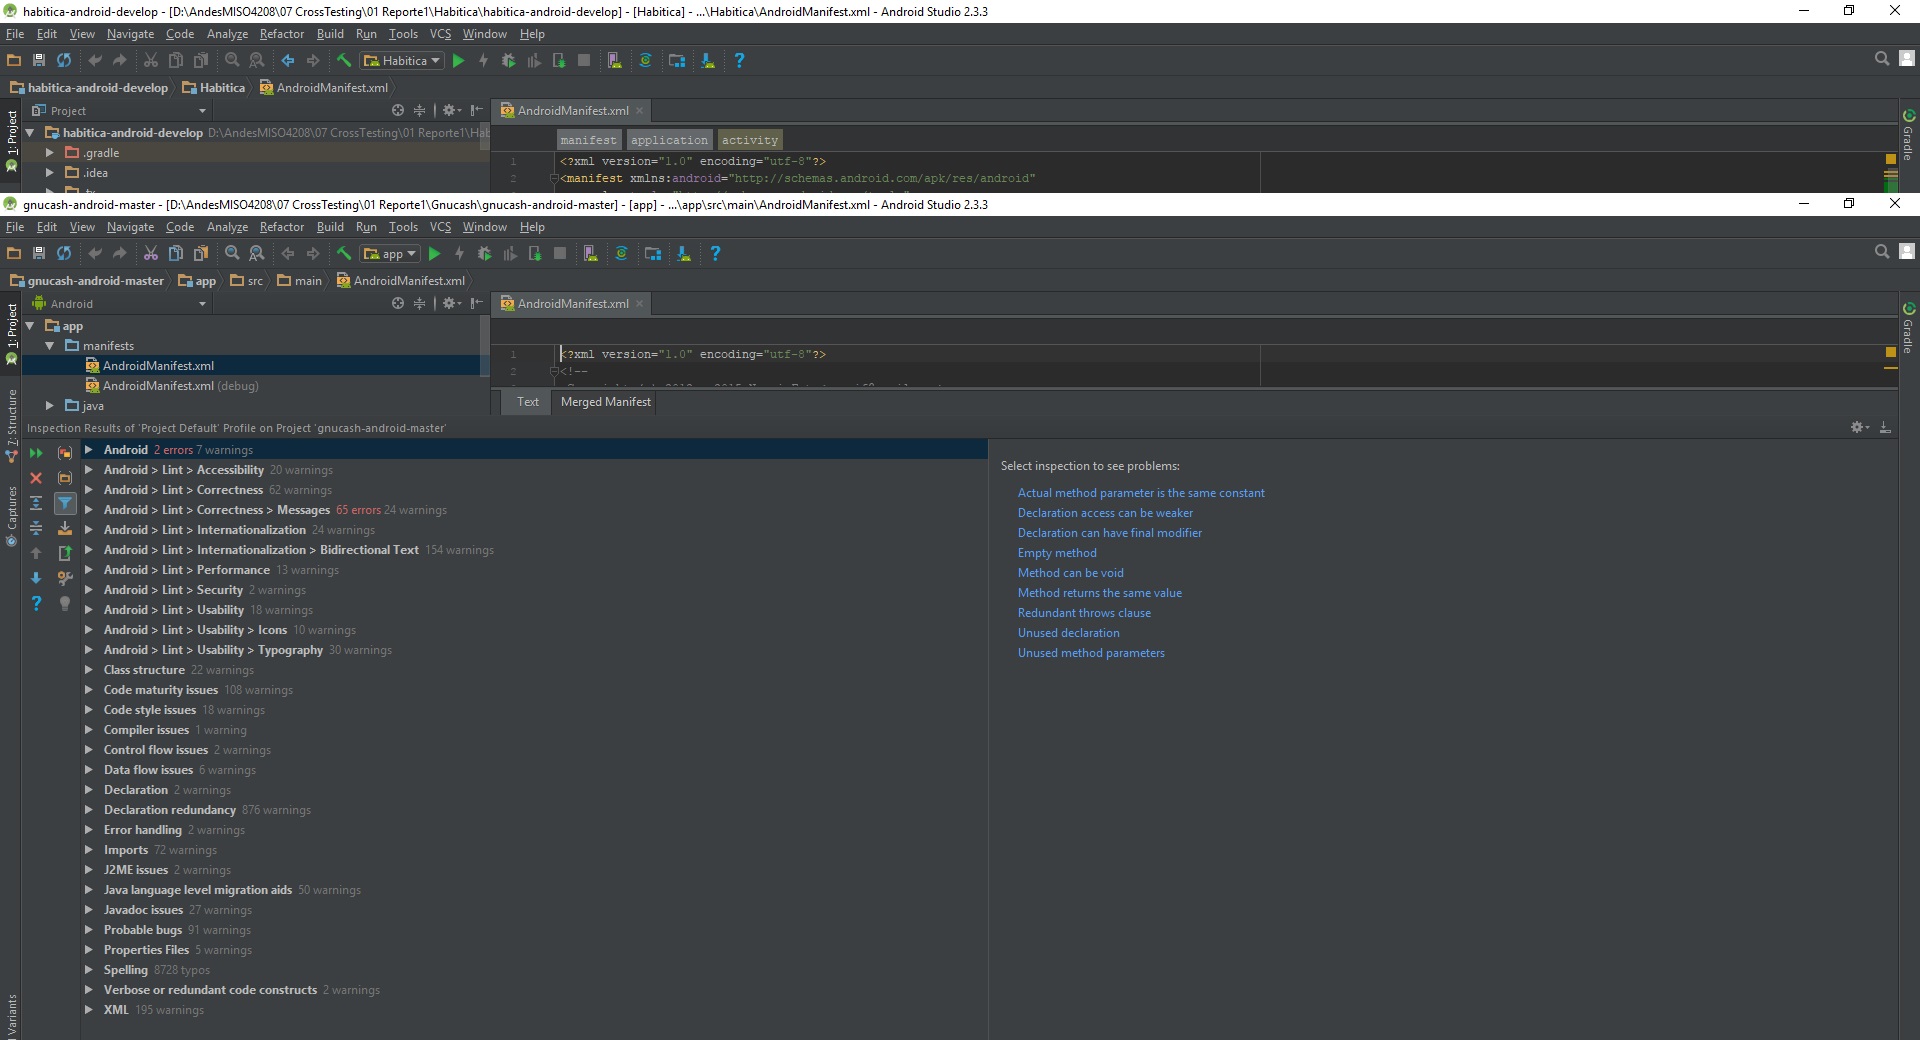 habitica-android-develop - [D:\AndesMISO4208\07 CrossTesting\01 Reporte1\Habitica\habitica-android-develop] - [Habitica] - ...\Habitica\AndroidManifest.xml - Android Studio 2.3.3
File Edit View Navigate Code Analyze Refactor Build Run Tools VCS Window Help
Habitica
habitica-android-develop Habitica AndroidManifest.xml
1: Project
Project
AndroidManifest.xml
Gradle
habitica-android-develop D:\AndesMISO4208\07 CrossTesting\01 Reporte1\Hab
manifest application activity
.gradle
1 <?xml version="1.0" encoding="utf-8"?>
.idea
2 <manifest xmlns:android="http://schemas.android.com/apk/res/android"
gnucash-android-master - [D:\AndesMISO4208\07 CrossTesting\01 Reporte1\Gnucash\gnucash-android-master] - [app] - ...\app\src\main\AndroidManifest.xml - Android Studio 2.3.3
File Edit View Navigate Code Analyze Refactor Build Run Tools VCS Window Help
app
gnucash-android-master app src main AndroidManifest.xml
1: Project
Android
AndroidManifest.xml
Gradle
app
manifests
1 <?xml version="1.0" encoding="utf-8"?>
AndroidManifest.xml
2 <!--
AndroidManifest.xml (debug)
java
Text Merged Manifest
7: Structure
Captures
Variants
Inspection Results of 'Project Default' Profile on Project 'gnucash-android-master'
Android 2 errors 7 warnings
Android > Lint > Accessibility 20 warnings
Android > Lint > Correctness 62 warnings
Android > Lint > Correctness > Messages 65 errors 24 warnings
Android > Lint > Internationalization 24 warnings
Android > Lint > Internationalization > Bidirectional Text 154 warnings
Android > Lint > Performance 13 warnings
Android > Lint > Security 2 warnings
Android > Lint > Usability 18 warnings
Android > Lint > Usability > Icons 10 warnings
Android > Lint > Usability > Typography 30 warnings
Class structure 22 warnings
Code maturity issues 108 warnings
Code style issues 18 warnings
Compiler issues 1 warning
Control flow issues 2 warnings
Data flow issues 6 warnings
Declaration 2 warnings
Declaration redundancy 876 warnings
Error handling 2 warnings
Imports 72 warnings
J2ME issues 2 warnings
Java language level migration aids 50 warnings
Javadoc issues 27 warnings
Probable bugs 91 warnings
Properties Files 5 warnings
Spelling 8728 typos
Verbose or redundant code constructs 2 warnings
XML 195 warnings
Select inspection to see problems:
Actual method parameter is the same constant
Declaration access can be weaker
Declaration can have final modifier
Empty method
Method can be void
Method returns the same value
Redundant throws clause
Unused declaration
Unused method parameters